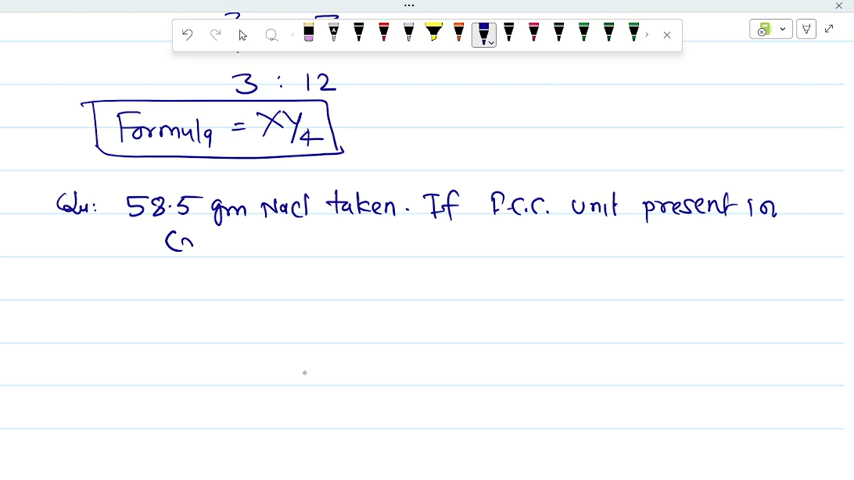 3 : 12
Formula = XY4
Qu: 58.5 gm Nacl taken. If P.C.C. unit present in